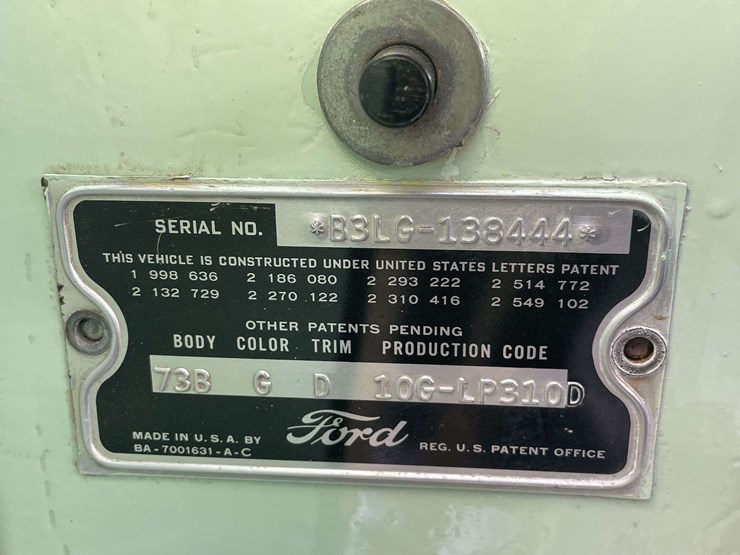 SERIAL NO. *B3LG-138444*
THIS VEHICLE IS CONSTRUCTED UNDER UNITED STATES LETTERS PATENT
1 998 636 2 186 080 2 293 222 2 514 772
2 132 729 2 270 122 2 310 416 2 549 102
OTHER PATENTS PENDING
BODY COLOR TRIM PRODUCTION CODE
73B G D 10G-LP310D
MADE IN U.S.A. BY
BA-7001631-A-C
Ford
REG. U.S. PATENT OFFICE